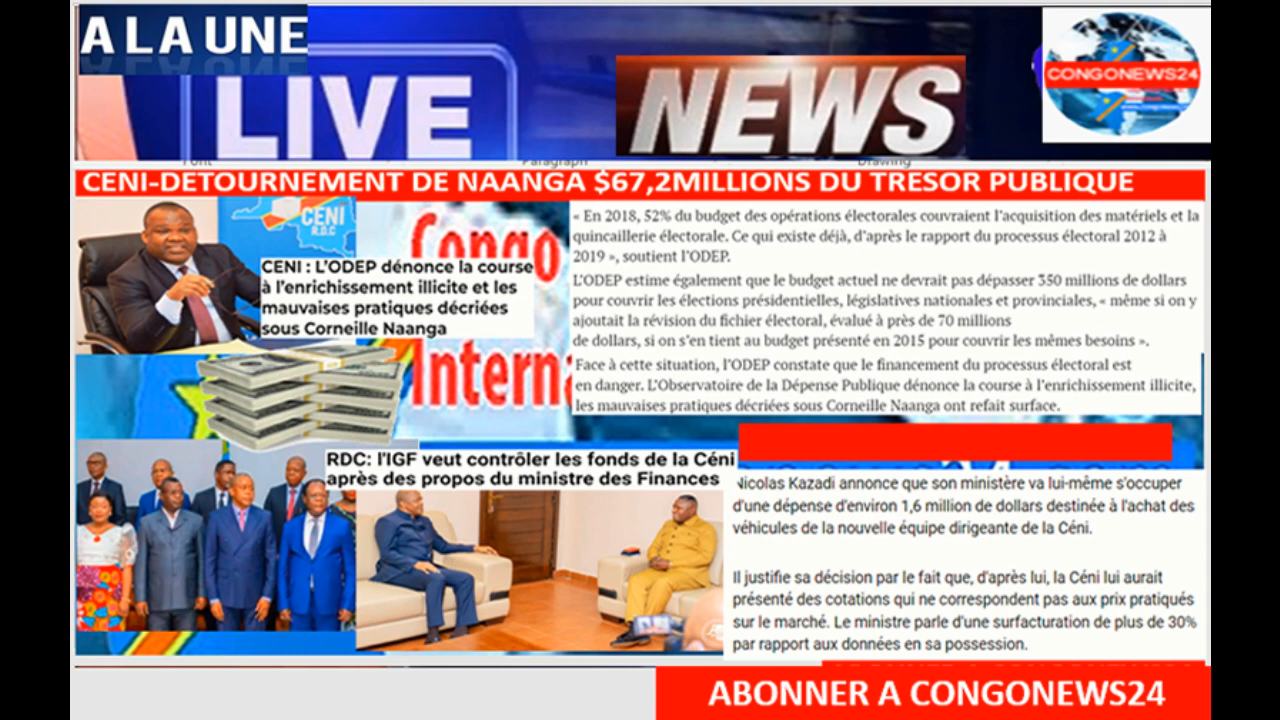 A LA UNE
LIVE
NEWS
CONGONEWS24
Font Paragraph Drawing
CENI-DETOURNEMENT DE NAANGA $67,2MILLIONS DU TRESOR PUBLIQUE
CENI
R.D.C
Congo
Interna
CENI : L'ODEP dénonce la course
à l'enrichissement illicite et les
mauvaises pratiques décriées
sous Corneille Naanga
« En 2018, 52% du budget des opérations électorales couvraient l'acquisition des matériels et la
quincaillerie électorale. Ce qui existe déjà, d'après le rapport du processus électoral 2012 à
2019 », soutient l'ODEP.
L'ODEP estime également que le budget actuel ne devrait pas dépasser 350 millions de dollars
pour couvrir les élections présidentielles, législatives nationales et provinciales, « même si on y
ajoutait la révision du fichier électoral, évalué à près de 70 millions
de dollars, si on s'en tient au budget présenté en 2015 pour couvrir les mêmes besoins ».
Face à cette situation, l'ODEP constate que le financement du processus électoral est
en danger. L'Observatoire de la Dépense Publique dénonce la course à l'enrichissement illicite,
les mauvaises pratiques décriées sous Corneille Naanga ont refait surface.
RDC: l'IGF veut contrôler les fonds de la Céni
après des propos du ministre des Finances
Nicolas Kazadi annonce que son ministère va lui-même s'occuper
d'une dépense d'environ 1,6 million de dollars destinée à l'achat des
véhicules de la nouvelle équipe dirigeante de la Céni.
Il justifie sa décision par le fait que, d'après lui, la Céni lui aurait
présenté des cotations qui ne correspondent pas aux prix pratiqués
sur le marché. Le ministre parle d'une surfacturation de plus de 30%
par rapport aux données en sa possession.
ABONNER A CONGONEWS24